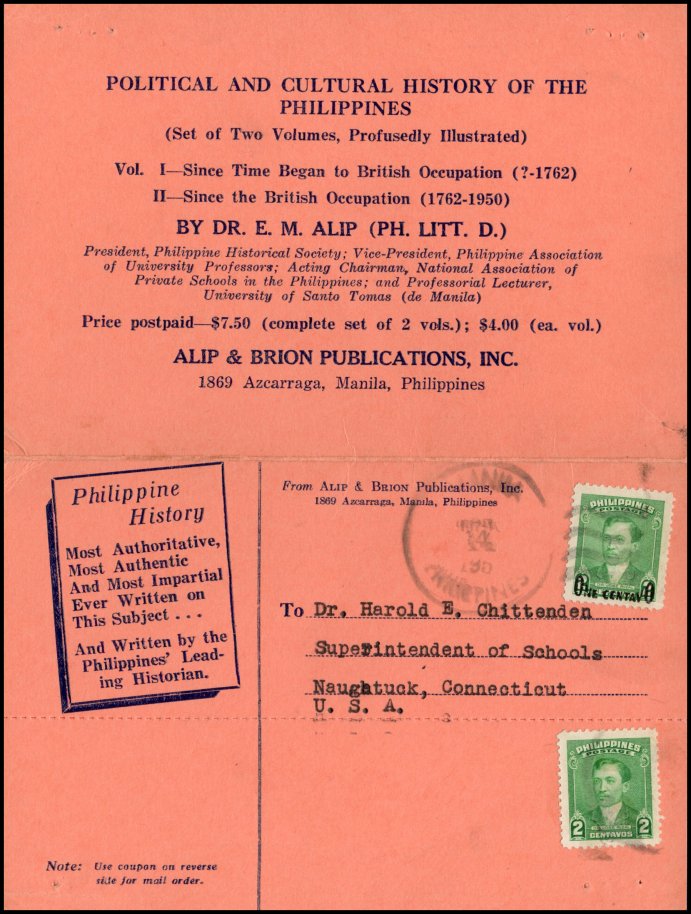 POLITICAL AND CULTURAL HISTORY OF THE
PHILIPPINES
(Set of Two Volumes, Profusedly Illustrated)
Vol. I—Since Time Began to British Occupation (?-1762)
II—Since the British Occupation (1762-1950)
BY DR. E. M. ALIP (PH. LITT. D.)
President, Philippine Historical Society; Vice-President, Philippine Association
of University Professors; Acting Chairman, National Association of
Private Schools in the Philippines; and Professorial Lecturer,
University of Santo Tomas (de Manila)
Price postpaid—$7.50 (complete set of 2 vols.); $4.00 (ea. vol.)
ALIP & BRION PUBLICATIONS, INC.
1869 Azcarraga, Manila, Philippines
Philippine
History
Most Authoritative,
Most Authentic
And Most Impartial
Ever Written on
This Subject . . .
And Written by the
Philippines' Lead-
ing Historian.
From ALIP & BRION Publications, Inc.
1869 Azcarraga, Manila, Philippines
14
PHILIPPINES
PHILIPPINES
POSTAGE
ONE CENTAVO
To Dr. Harold E. Chittenden
Superintendent of Schools
Naugatuck, Connecticut
U. S. A.
PHILIPPINES
POSTAGE
2 2
CENTAVOS
Note: Use coupon on reverse
side for mail order.